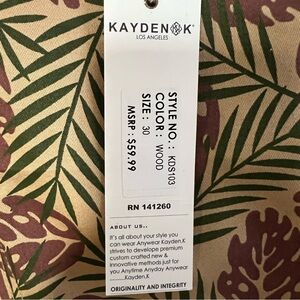 KAYDEN K
LOS ANGELES
STYLE NO. : KDS103
COLOR : WOOD
SIZE : 30
MSRP : $59.99
RN 141260
ABOUT US..
It's all about your style you
can wear Anywear Kayden.K
strives to develope premium
custom crafted new &
innovative methods just for
you Anytime Anyday Anywear
...Kayden.K
ORIGINALITY AND INTEGRITY